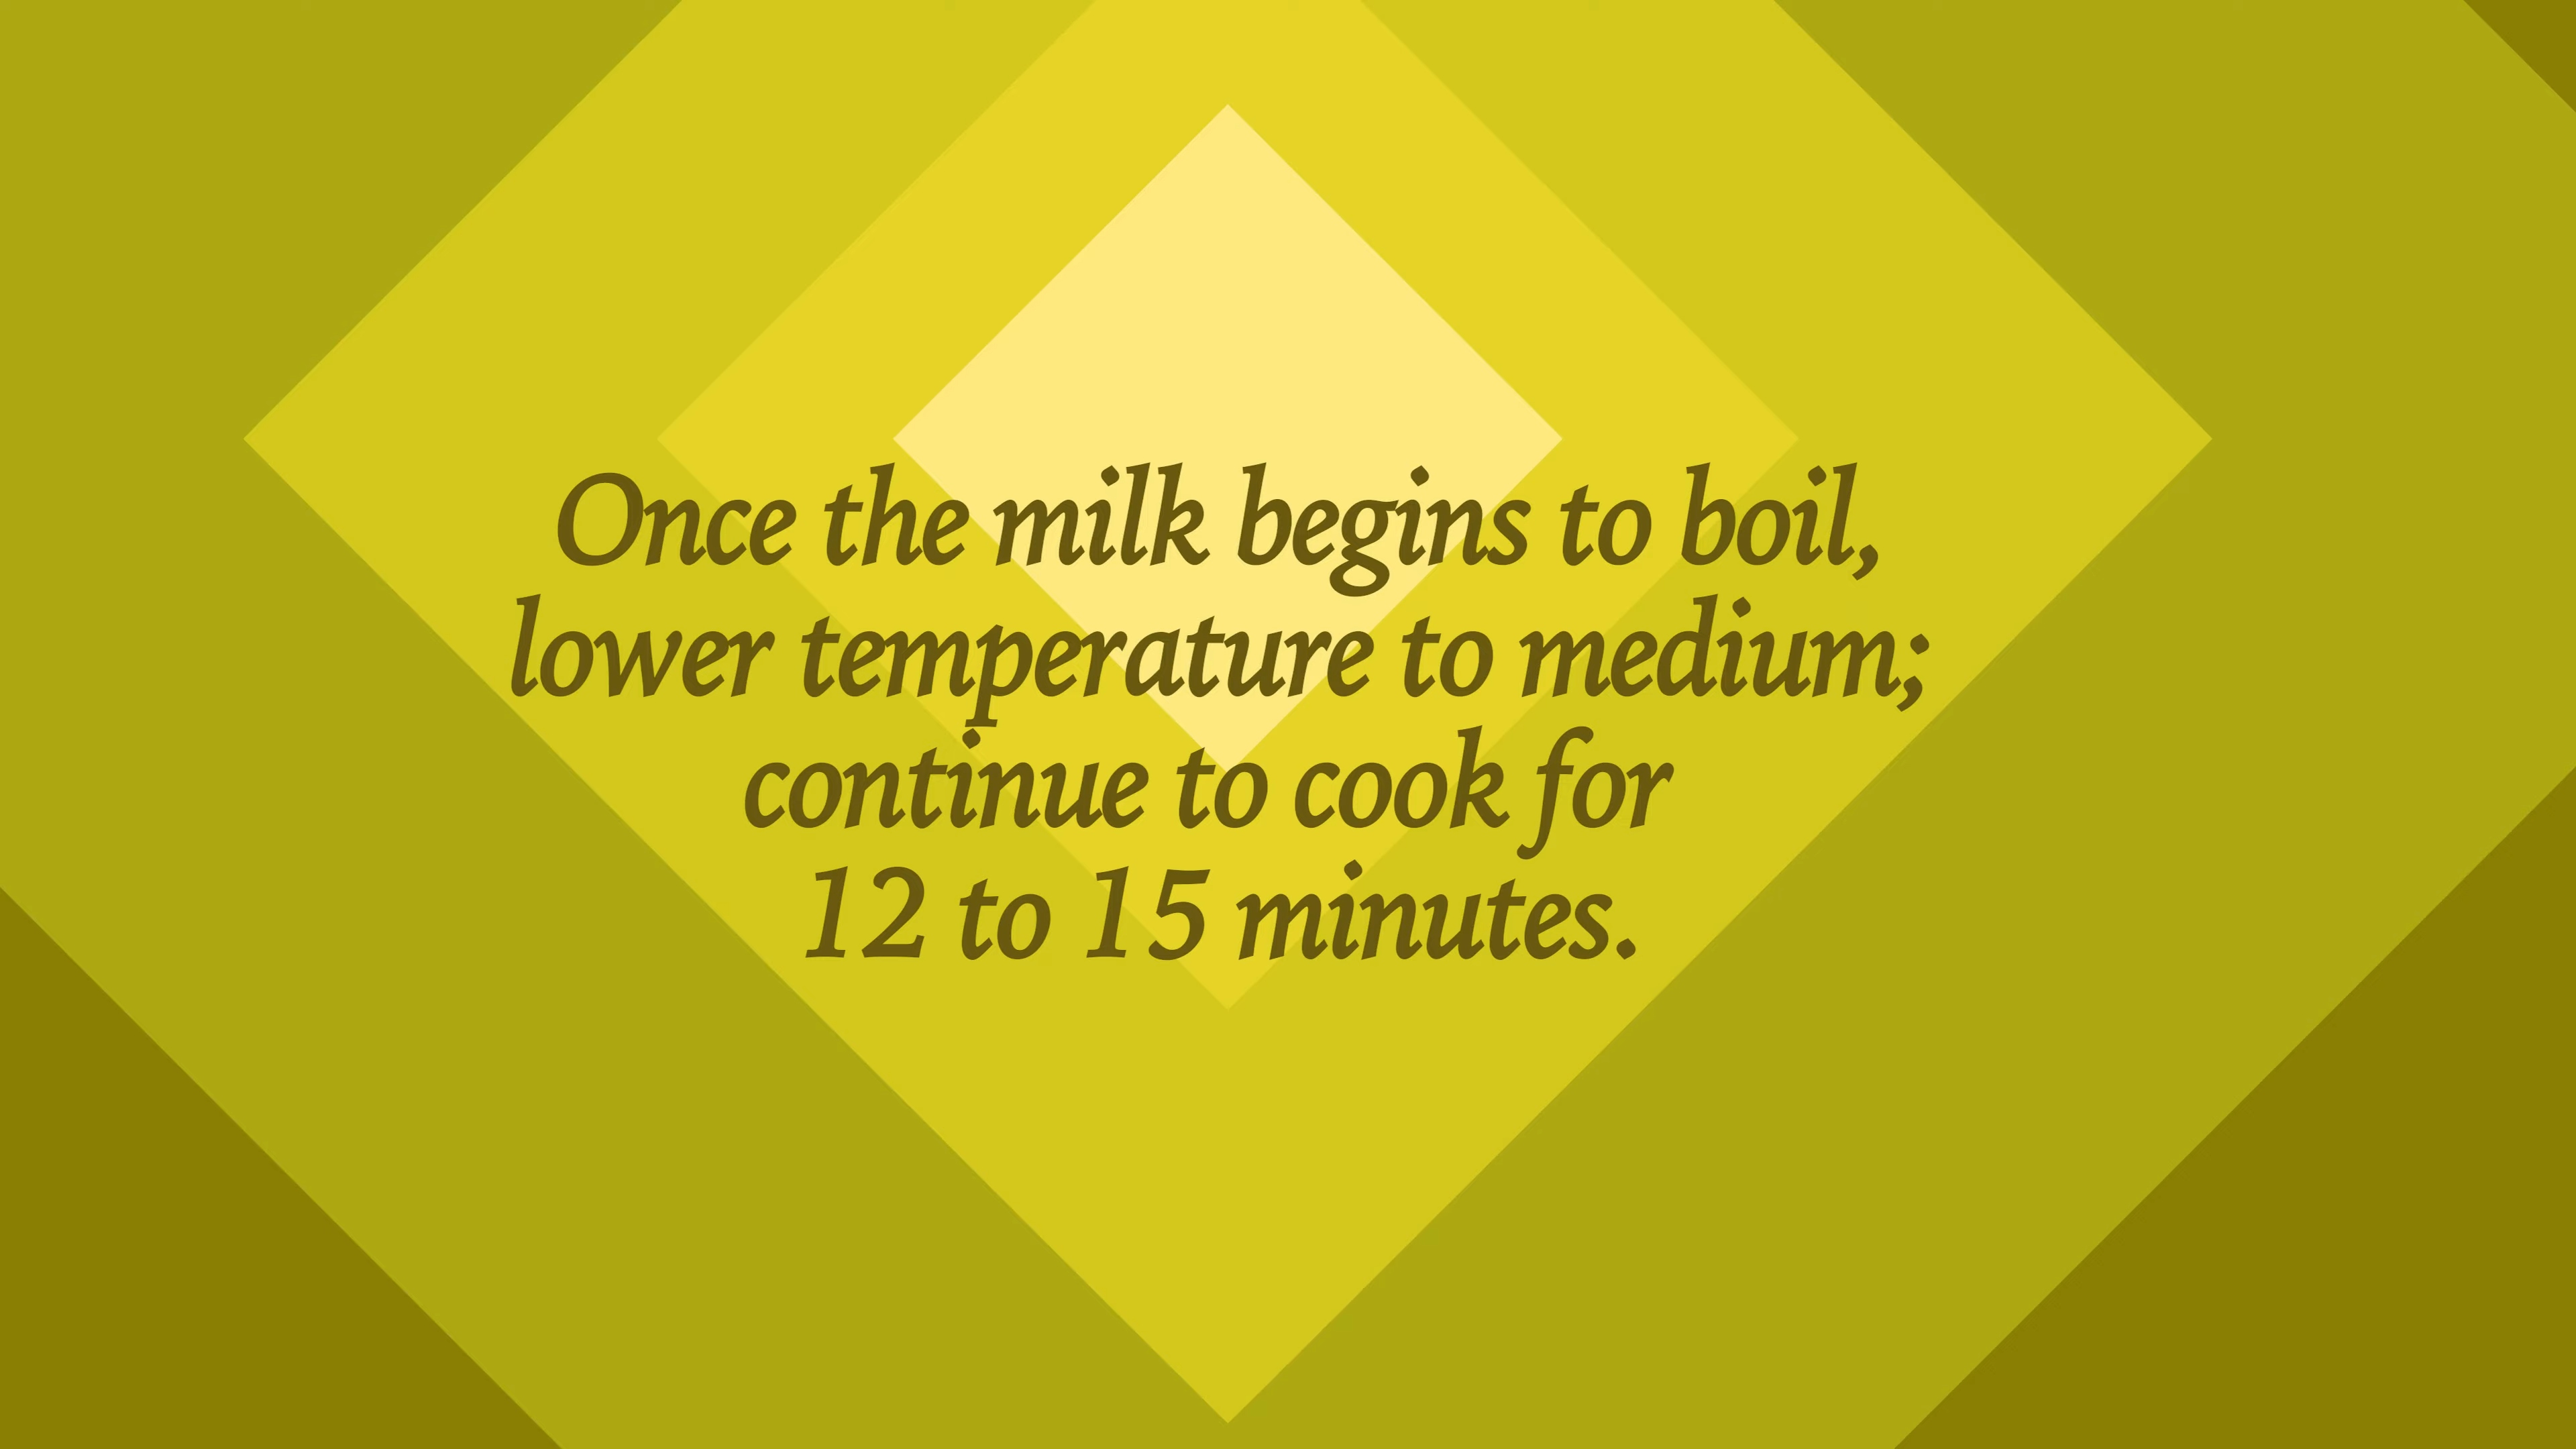 Once the milk begins to boil,
lower temperature to medium;
continue to cook for
12 to 15 minutes.